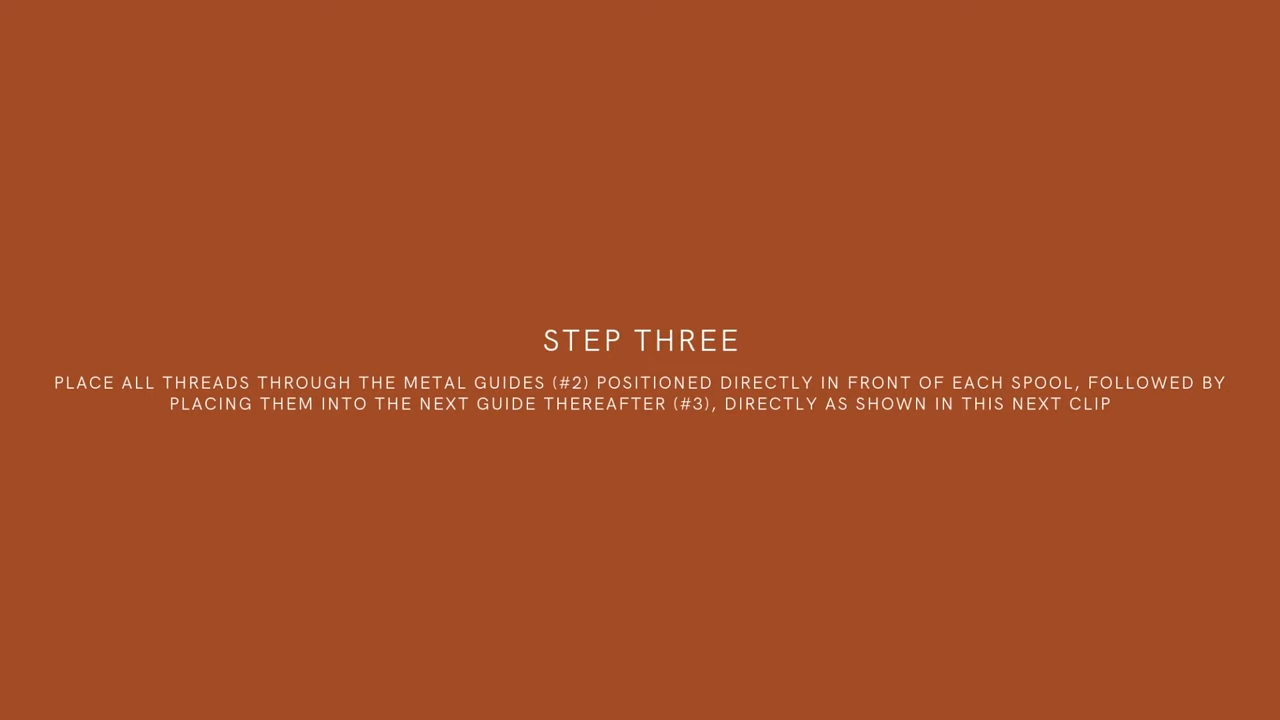 STEP THREE
PLACE ALL THREADS THROUGH THE METAL GUIDES (#2) POSITIONED DIRECTLY IN FRONT OF EACH SPOOL, FOLLOWED BY
PLACING THEM INTO THE NEXT GUIDE THEREAFTER (#3), DIRECTLY AS SHOWN IN THIS NEXT CLIP